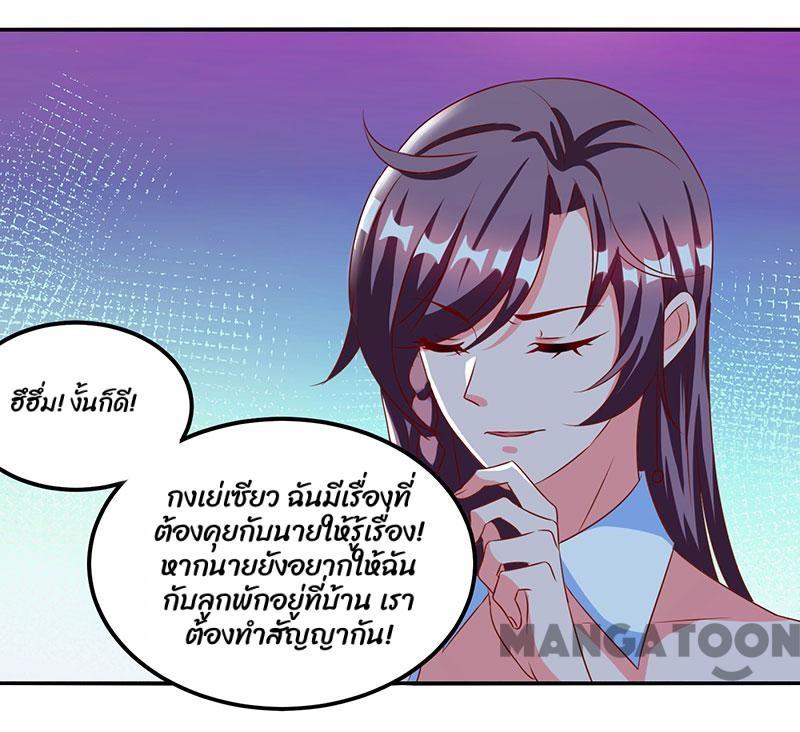 ฮึฮึ่ม! งั้นก็ดี!
กงเย่เซียว ฉันมีเรื่องที่
ต้องคุยกับนายให้รู้เรื่อง!
หากนายยังอยากให้ฉัน
กับลูกพักอยู่ที่บ้าน เรา
ต้องทำสัญญากัน!
MANGATOON